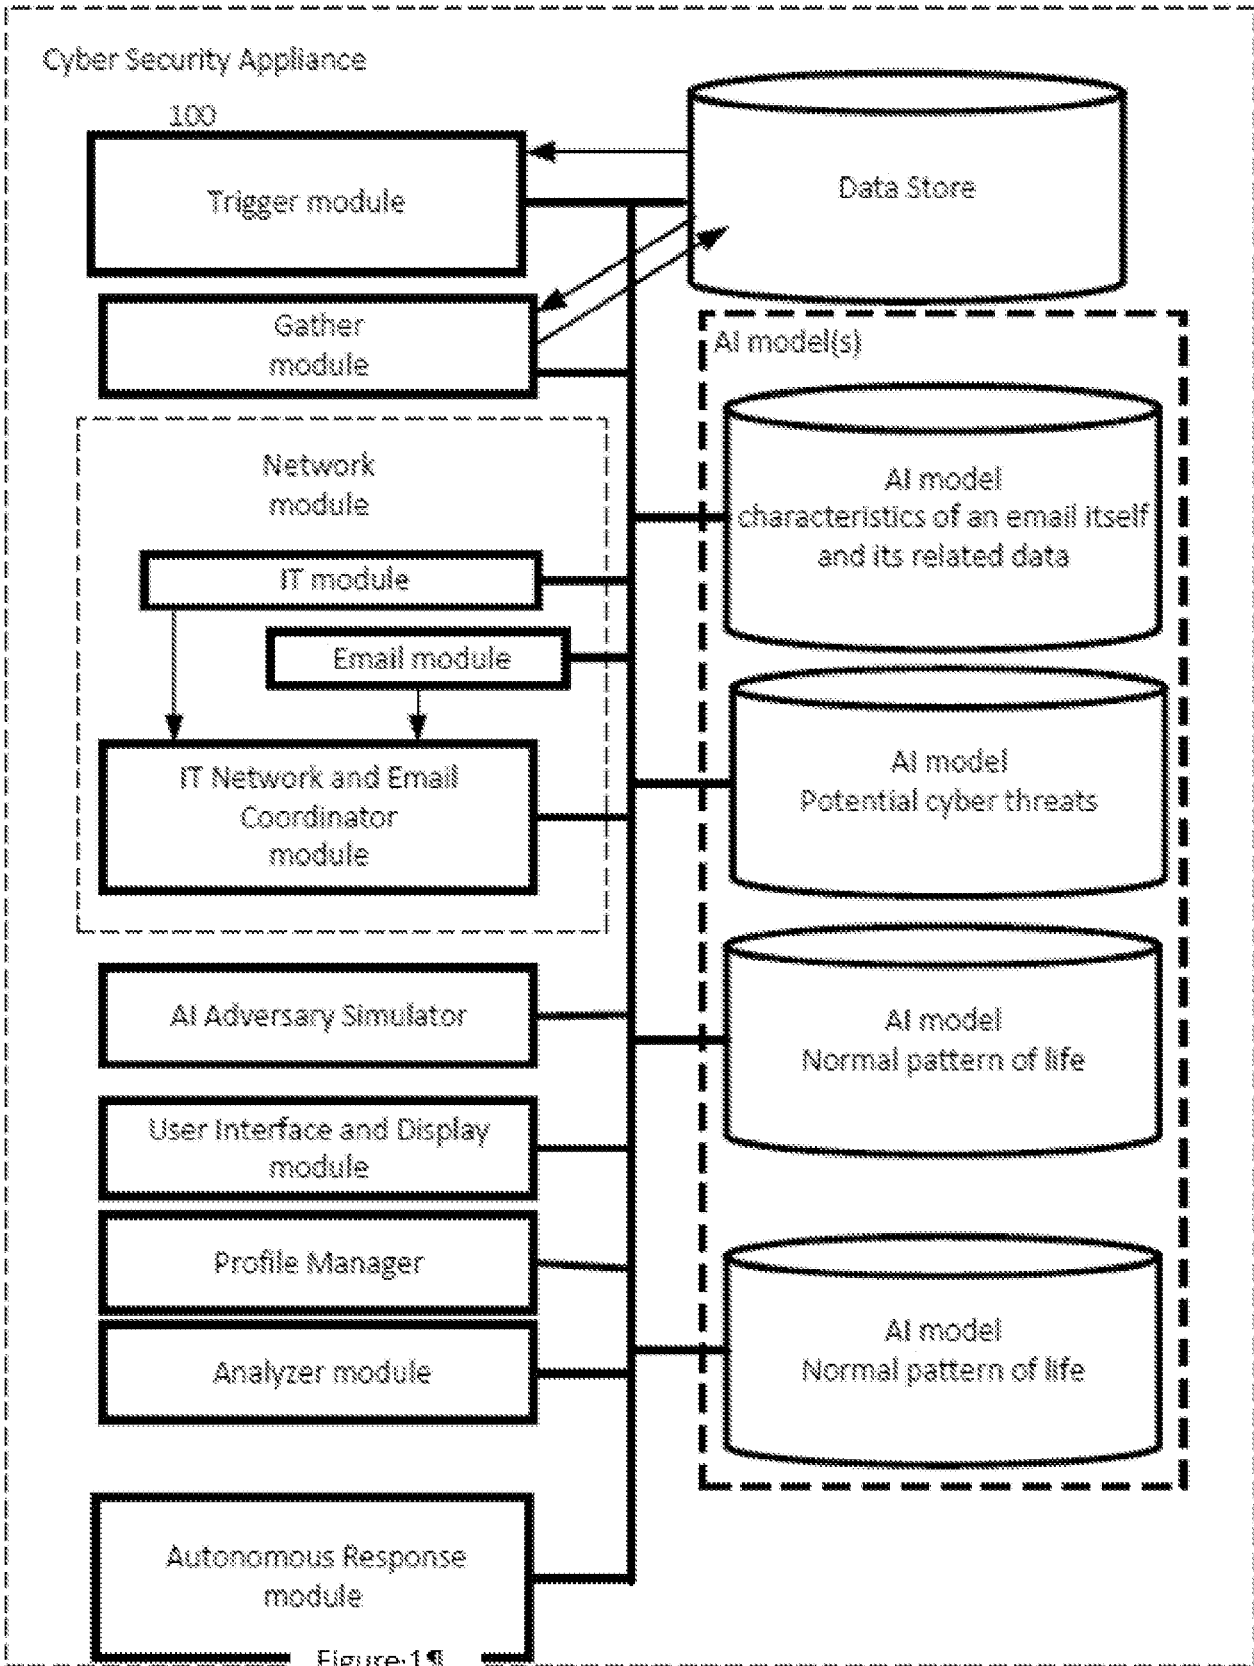 Cyber Security Appliance
100
Trigger module
Data Store
Gather
module
AI model(s)
Network
module
AI model
characteristics of an email itself
and its related data
IT module
Email module
IT Network and Email
Coordinator
module
AI model
Potential cyber threats
AI Adversary Simulator
AI model
Normal pattern of life
User Interface and Display
module
Profile Manager
Analyzer module
AI model
Normal pattern of life
Autonomous Response
module
Figure·1¶